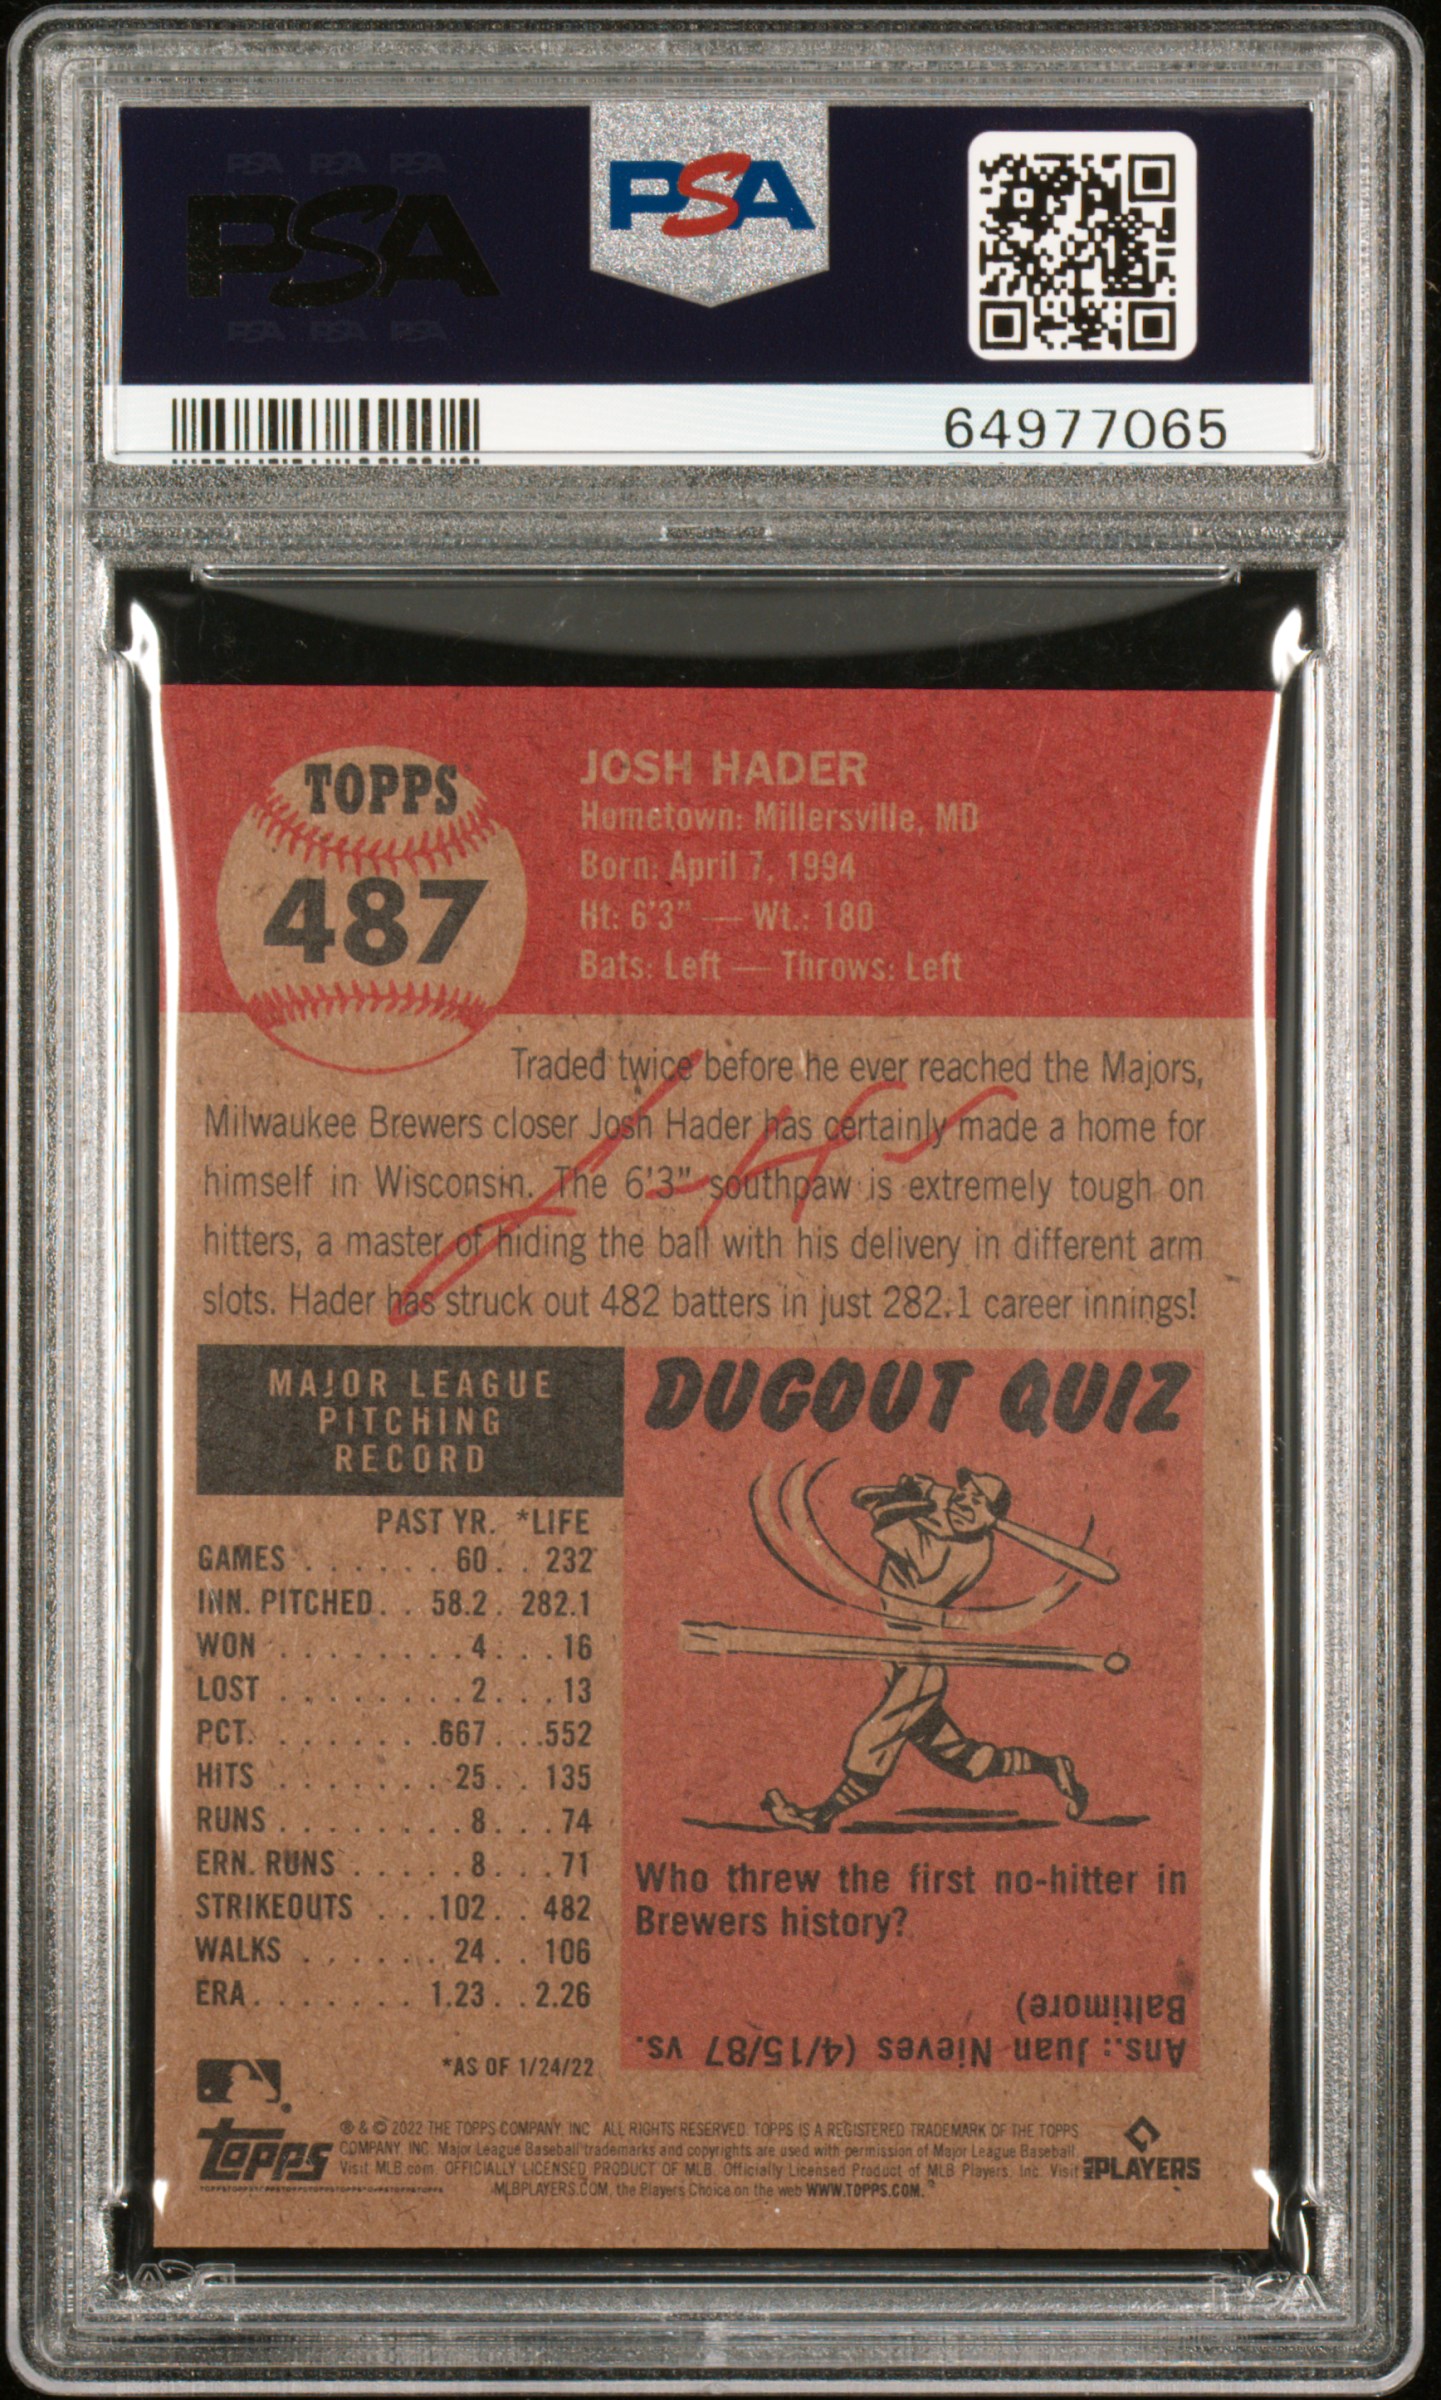 PSA PSA PSA
PSA
PSA PSA PSA
PSA
64977065
TOPPS
487
JOSH HADER
Hometown: Millersville, MD
Born: April 7, 1994
Ht: 6'3" — Wt.: 180
Bats: Left — Throws: Left
Traded twice before he ever reached the Majors,
Milwaukee Brewers closer Josh Hader has certainly made a home for
himself in Wisconsin. The 6'3" southpaw is extremely tough on
hitters, a master of hiding the ball with his delivery in different arm
slots. Hader has struck out 482 batters in just 282.1 career innings!
MAJOR LEAGUE
PITCHING
RECORD
PAST YR. *LIFE
GAMES . . . . . . . 60 . . 232
INN. PITCHED . . 58.2 . 282.1
WON . . . . . . . . . 4 . . . 16
LOST . . . . . . . . . 2 . . . 13
PCT. . . . . . . . .667 . . .552
HITS . . . . . . . . 25 . . 135
RUNS . . . . . . . . . 8 . . . 74
ERN. RUNS . . . . . 8 . . . 71
STRIKEOUTS . . .102 . . 482
WALKS . . . . . . 24 . . 106
ERA . . . . . . . 1.23 . . 2.26
*AS OF 1/24/22
DUGOUT QUIZ
Who threw the first no-hitter in
Brewers history?
Ans.: Juan Nieves (4/15/87 vs.
Baltimore)
topps
® & © 2022 THE TOPPS COMPANY, INC. ALL RIGHTS RESERVED. TOPPS IS A REGISTERED TRADEMARK OF THE TOPPS
COMPANY, INC. Major League Baseball trademarks and copyrights are used with permission of Major League Baseball.
Visit MLB.com. OFFICIALLY LICENSED PRODUCT OF MLB. Officially Licensed Product of MLB Players, Inc. Visit
MLBPLAYERS.COM, the Players Choice on the web WWW.TOPPS.COM.
MLB PLAYERS
PSA
PSA